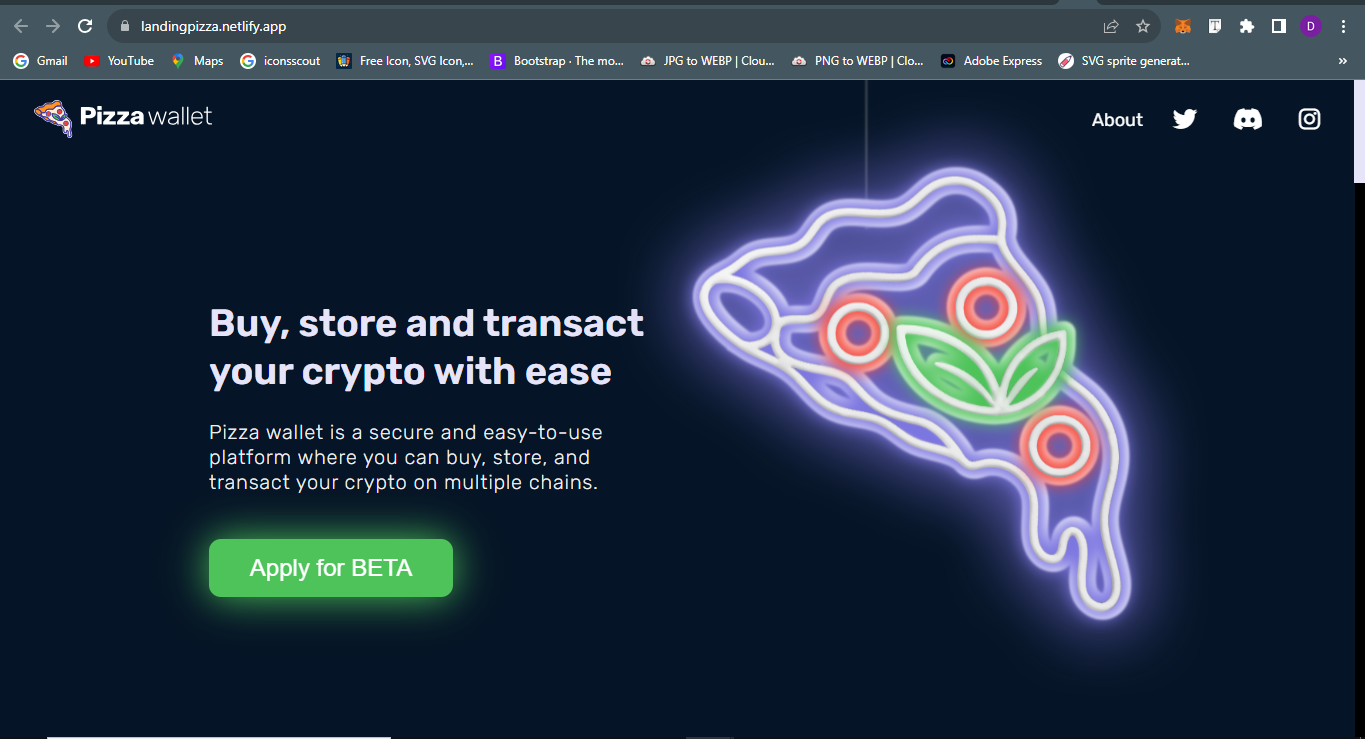 landingpizza.netlify.app
D
Gmail YouTube Maps iconsscout Free Icon, SVG Icon,... B Bootstrap · The mo... JPG to WEBP | Clou... PNG to WEBP | Clo... Adobe Express SVG sprite generat... »
Pizza wallet
About
Buy, store and transact
your crypto with ease
Pizza wallet is a secure and easy-to-use
platform where you can buy, store, and
transact your crypto on multiple chains.
Apply for BETA